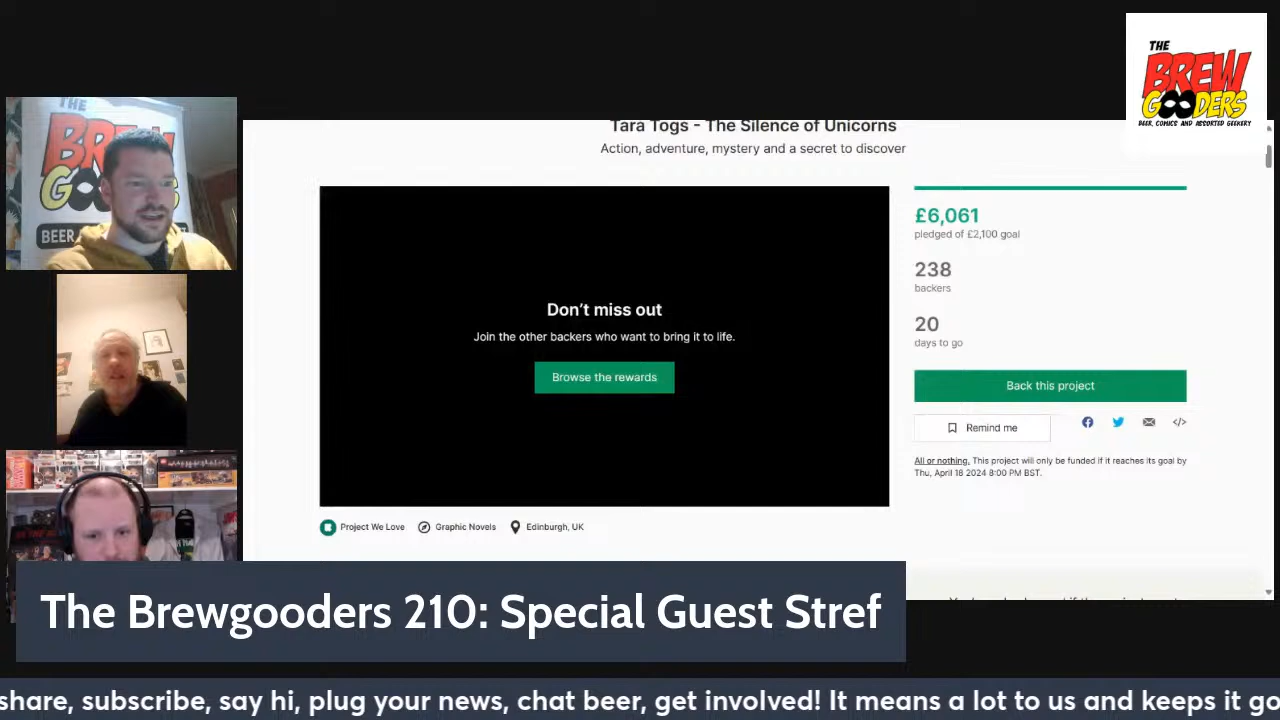 THE
BREW
GOODERS
BEER, COMICS AND ASSORTED GEEKERY
THE
BREW
BEER,
Tara Togs - The Silence of Unicorns
Action, adventure, mystery and a secret to discover
Don't miss out
Join the other backers who want to bring it to life.
Browse the rewards
£6,061
pledged of £2,100 goal
238
backers
20
days to go
Back this project
Remind me
All or nothing. This project will only be funded if it reaches its goal by
Thu, April 18 2024 8:00 PM BST.
Project We Love
Graphic Novels
Edinburgh, UK
The Brewgooders 210: Special Guest Stref
share, subscribe, say hi, plug your news, chat beer, get involved! It means a lot to us and keeps it go